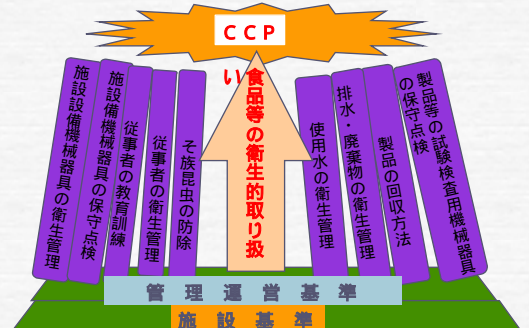 CCP
施設設備機械器具の衛生管理
施設設備機械器具の保守点検
従事者の教育訓練
従事者の衛生管理
そ族昆虫の防除
食品等の衛生的取り扱
い
使用水の衛生管理
排水・廃棄物の衛生管理
製品の回収方法
製品等の試験検査用機械器具
の保守点検
管理運営基準
施設基準